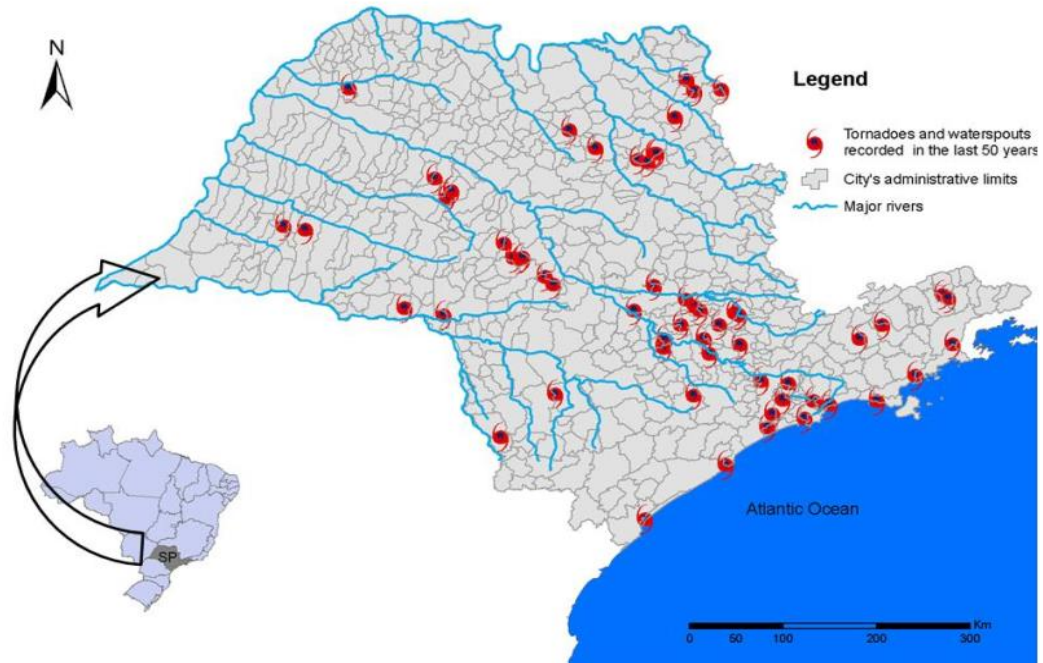 N
Legend
Tornadoes and waterspouts
recorded in the last 50 years
City's administrative limits
Major rivers
Atlantic Ocean
SP
Km
0 50 100 200 300